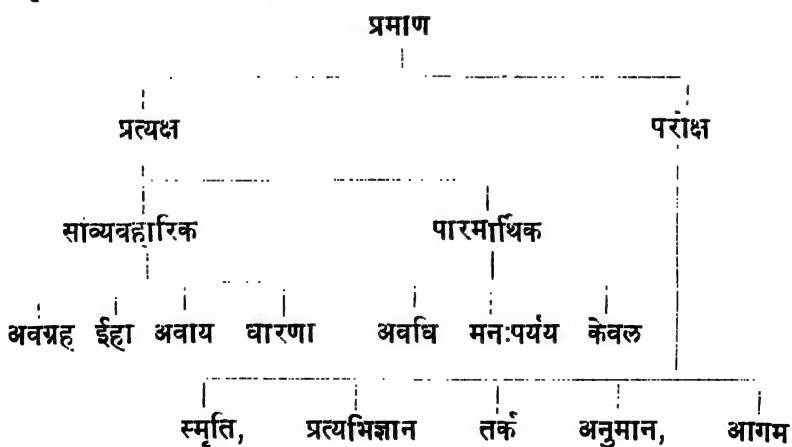 प्रमाण
प्रत्यक्ष परोक्ष
सांव्यवहारिक पारमार्थिक
अवग्रह ईहा अवाय धारणा अवधि मनःपर्यय केवल
स्मृति, प्रत्यभिज्ञान तर्क अनुमान, आगम